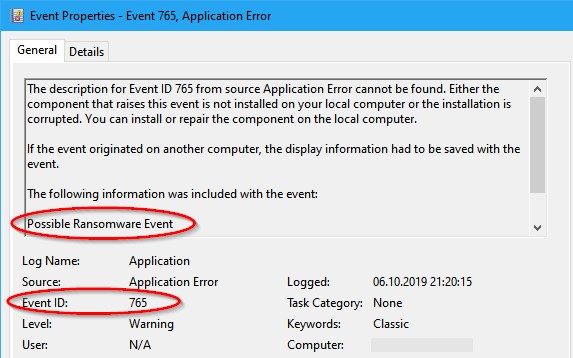 Event Properties - Event 765, Application Error
General Details
The description for Event ID 765 from source Application Error cannot be found. Either the
component that raises this event is not installed on your local computer or the installation is
corrupted. You can install or repair the component on the local computer.
If the event originated on another computer, the display information had to be saved with the
event.
The following information was included with the event:
Possible Ransomware Event
Log Name: Application
Source: Application Error Logged: 06.10.2019 21:20:15
Event ID: 765 Task Category: None
Level: Warning Keywords: Classic
User: N/A Computer: